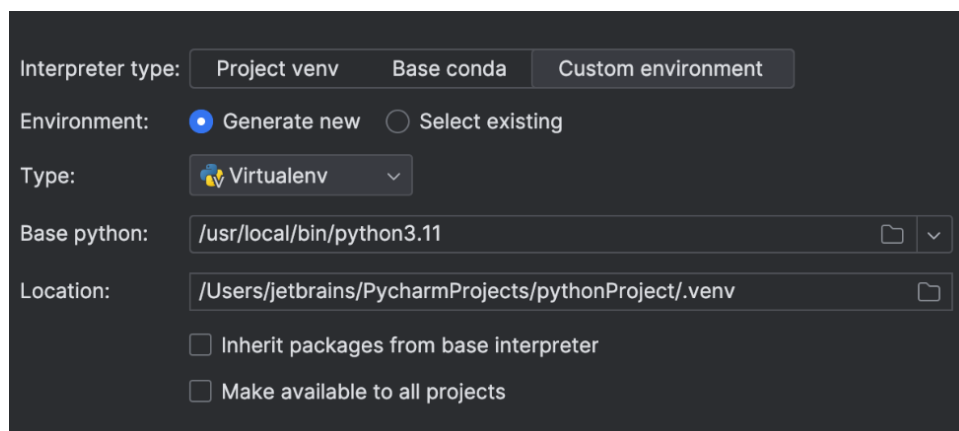 Interpreter type: Project venv Base conda Custom environment
Environment: Generate new Select existing
Type: Virtualenv
Base python: /usr/local/bin/python3.11
Location: /Users/jetbrains/PycharmProjects/pythonProject/.venv
Inherit packages from base interpreter
Make available to all projects